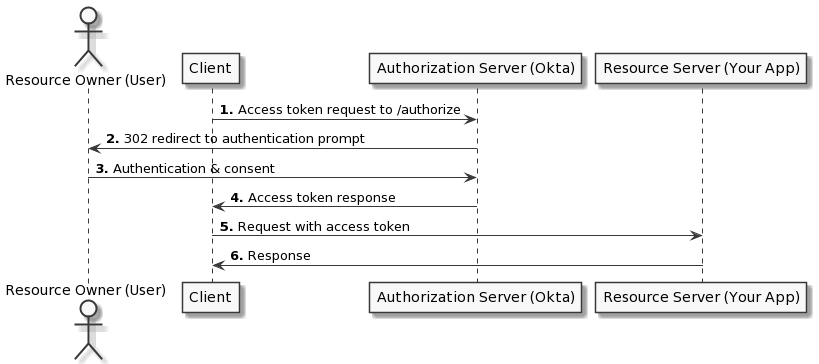 Resource Owner (User)
Client
Authorization Server (Okta)
Resource Server (Your App)
1. Access token request to /authorize
2. 302 redirect to authentication prompt
3. Authentication & consent
4. Access token response
5. Request with access token
6. Response
Resource Owner (User)
Client
Authorization Server (Okta)
Resource Server (Your App)